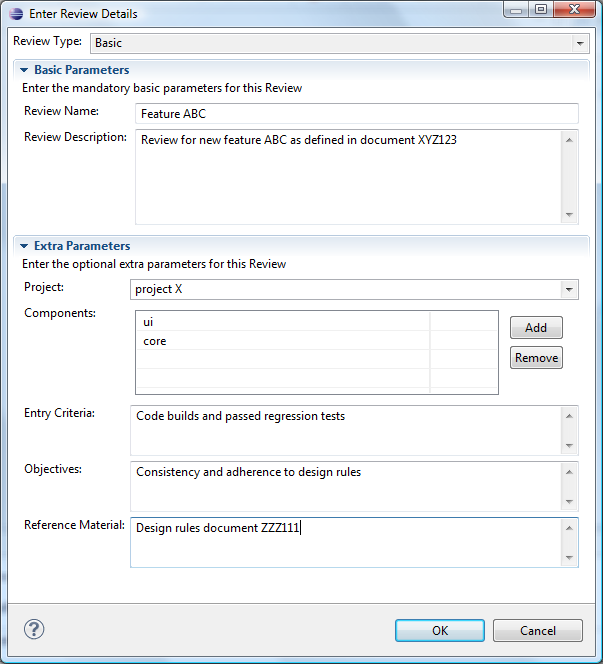 Enter Review Details
Review Type: Basic
Basic Parameters
Enter the mandatory basic parameters for this Review
Review Name: Feature ABC
Review Description: Review for new feature ABC as defined in document XYZ123
Extra Parameters
Enter the optional extra parameters for this Review
Project: project X
Components:
ui
core
Add
Remove
Entry Criteria: Code builds and passed regression tests
Objectives: Consistency and adherence to design rules
Reference Material: Design rules document ZZZ111
?
OK Cancel